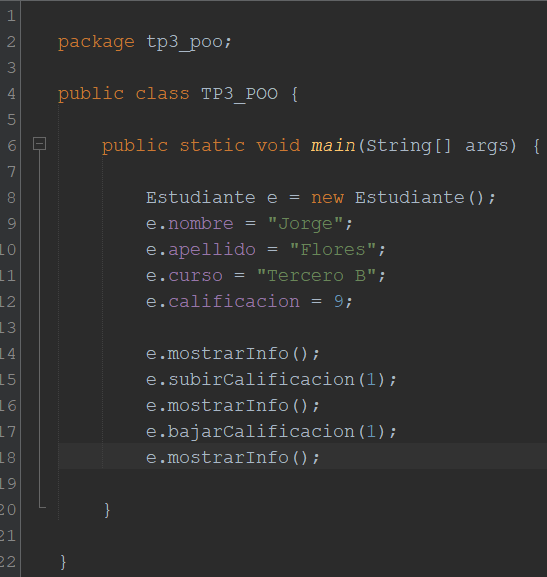 1
2 package tp3_poo;
3
4 public class TP3_POO {
5
6 public static void main(String[] args) {
7
8 Estudiante e = new Estudiante();
9 e.nombre = "Jorge";
10 e.apellido = "Flores";
11 e.curso = "Tercero B";
12 e.calificacion = 9;
13
14 e.mostrarInfo();
15 e.subirCalificacion(1);
16 e.mostrarInfo();
17 e.bajarCalificacion(1);
18 e.mostrarInfo();
19
20 }
21
22 }